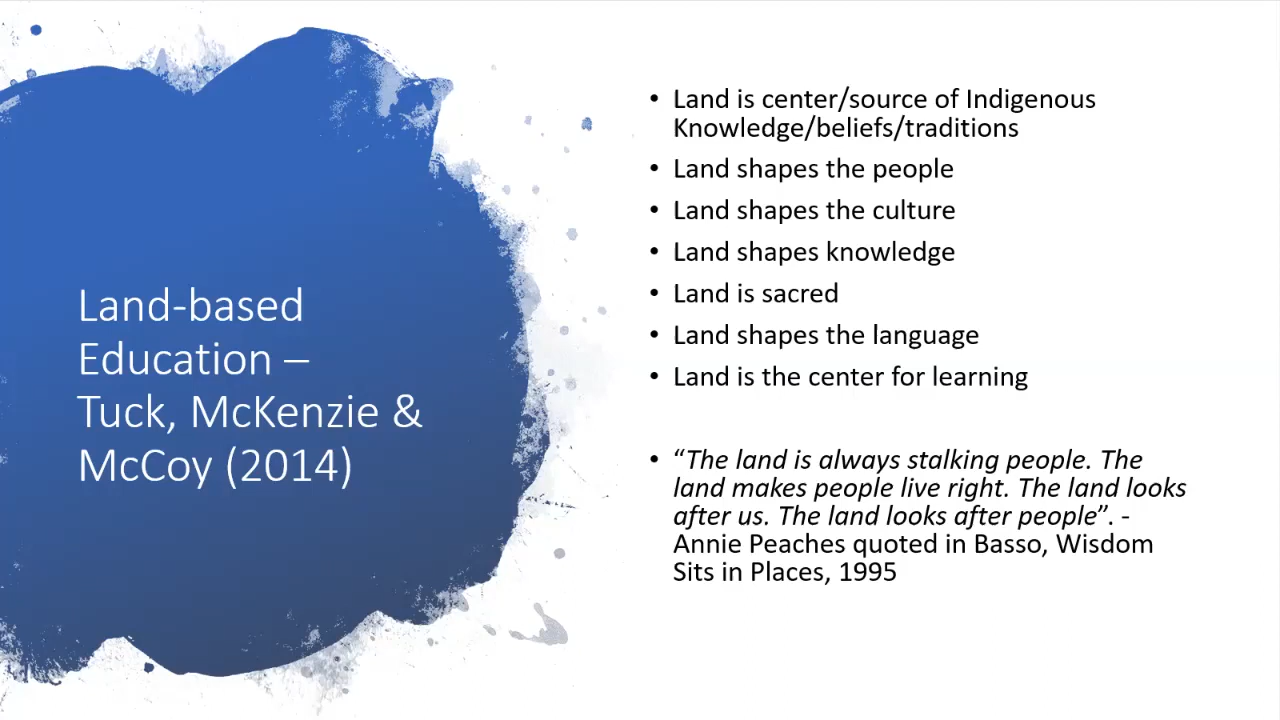 Land-based
Education –
Tuck, McKenzie &
McCoy (2014)
• Land is center/source of Indigenous
Knowledge/beliefs/traditions
• Land shapes the people
• Land shapes the culture
• Land shapes knowledge
• Land is sacred
• Land shapes the language
• Land is the center for learning
• “The land is always stalking people. The
land makes people live right. The land looks
after us. The land looks after people”. -
Annie Peaches quoted in Basso, Wisdom
Sits in Places, 1995